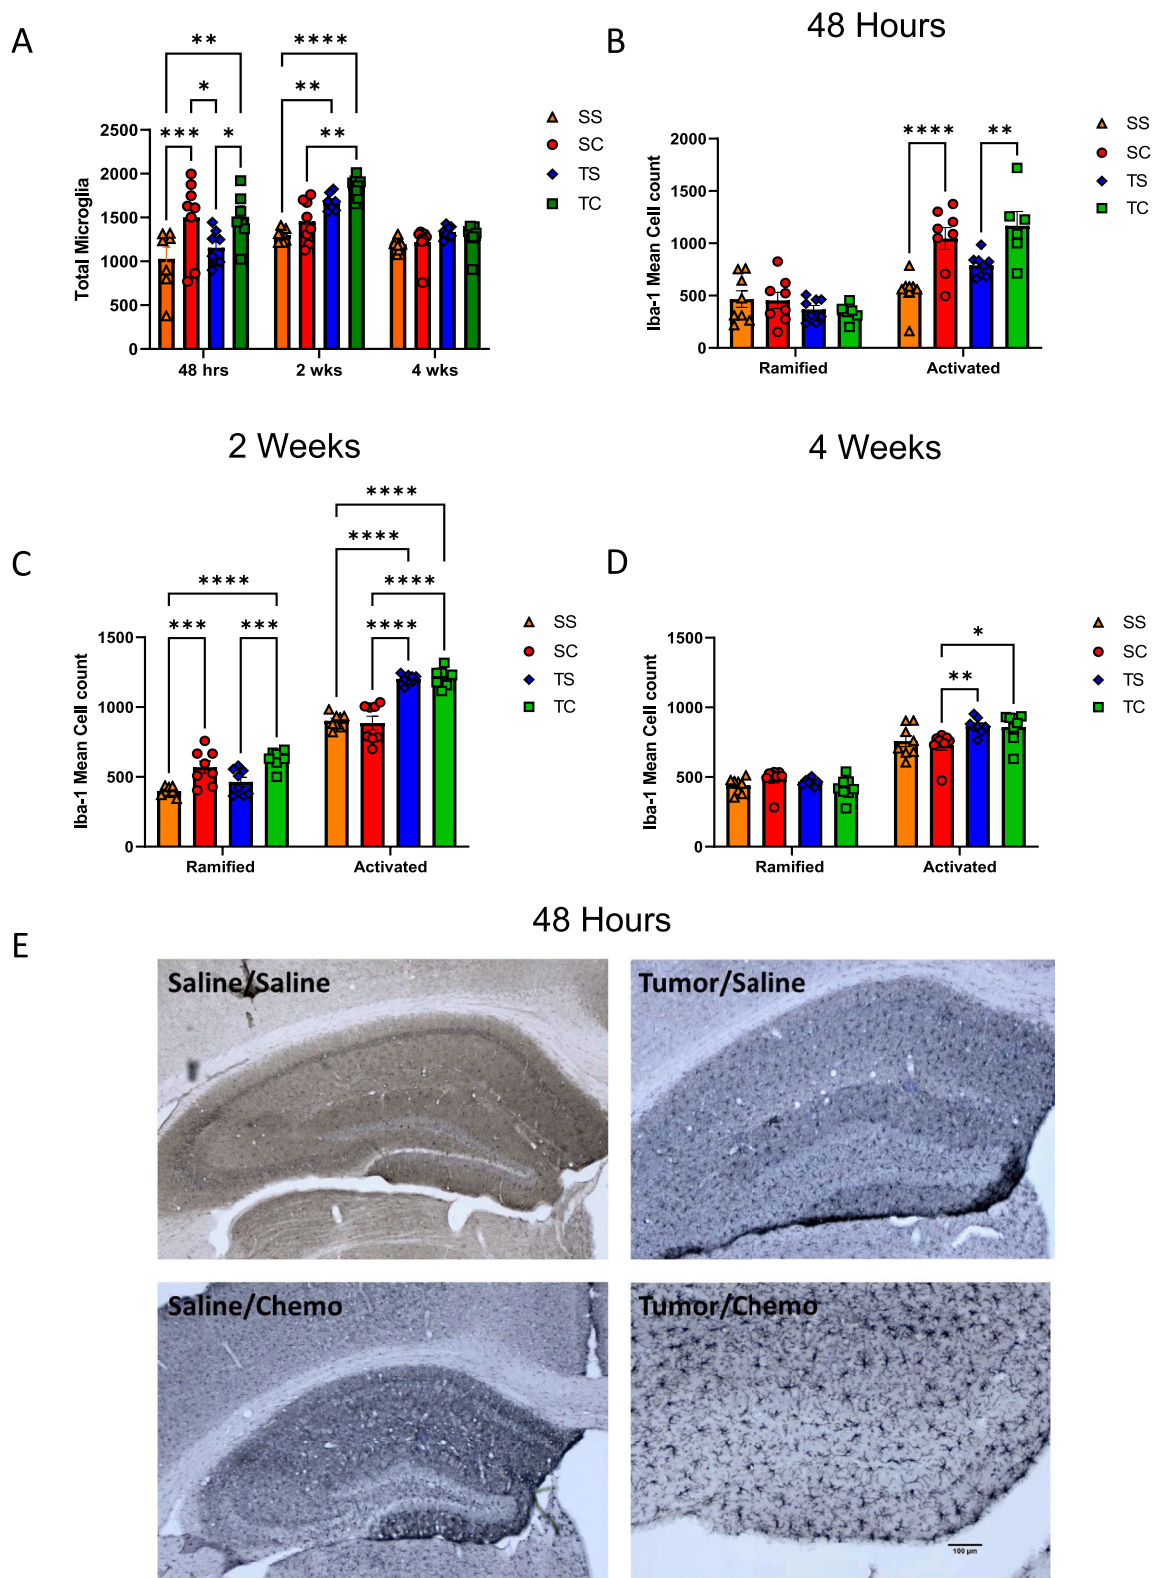 A
** ****
* **
*** * **
Total Microglia
2500
2000
1500
1000
500
0
48 hrs 2 wks 4 wks
SS
SC
TS
TC
48 Hours
B
**** **
Iba-1 Mean Cell count
2000
1500
1000
500
0
Ramified Activated
SS
SC
TS
TC
2 Weeks
C
****
****
**** ****
*** *** ****
Iba-1 Mean Cell count
1500
1000
500
0
Ramified Activated
SS
SC
TS
TC
4 Weeks
D
*
**
Iba-1 Mean Cell count
1500
1000
500
0
Ramified Activated
SS
SC
TS
TC
48 Hours
E
Saline/Saline
Tumor/Saline
Saline/Chemo
Tumor/Chemo
100 μm